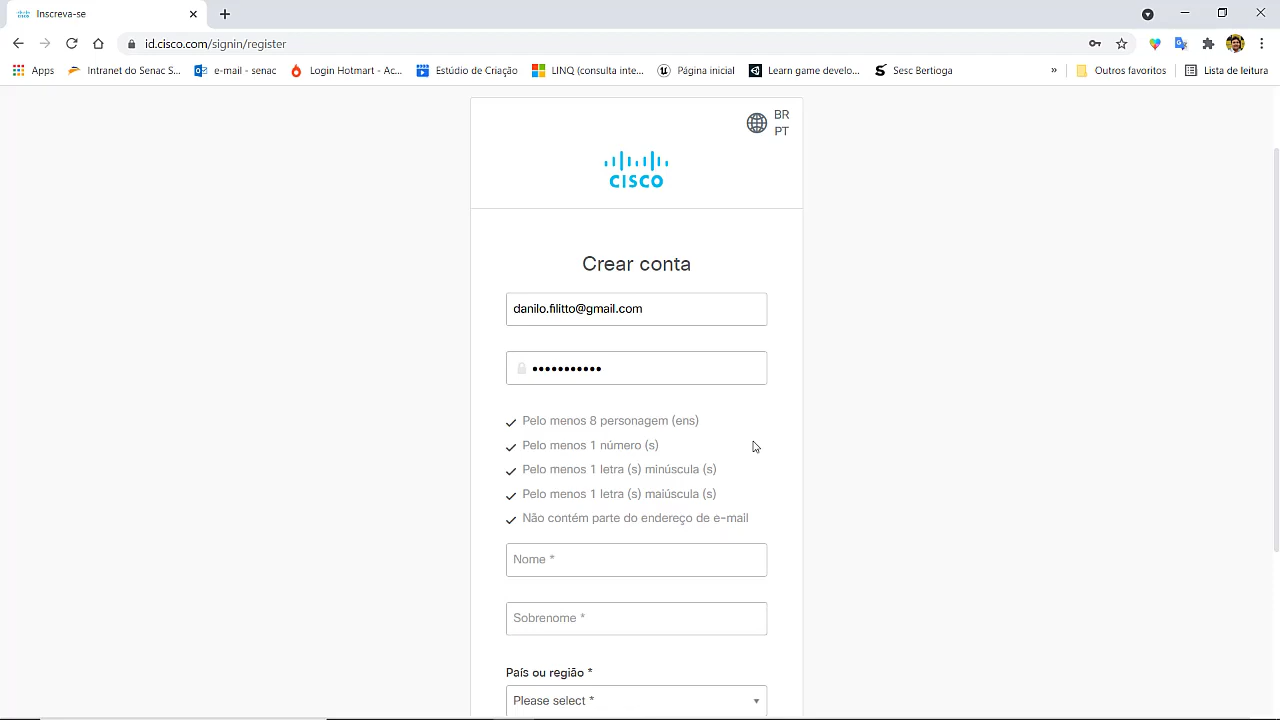 Inscreva-se
id.cisco.com/signin/register
Apps
Intranet do Senac S...
e-mail - senac
Login Hotmart - Ac...
Estúdio de Criação
LINQ (consulta inte...
Página inicial
Learn game develo...
Sesc Bertioga
»
Outros favoritos
Lista de leitura
BR
PT
CISCO
Crear conta
danilo.filitto@gmail.com
•••••••••••
Pelo menos 8 personagem (ens)
Pelo menos 1 número (s)
Pelo menos 1 letra (s) minúscula (s)
Pelo menos 1 letra (s) maiúscula (s)
Não contém parte do endereço de e-mail
Nome *
Sobrenome *
País ou região *
Please select *